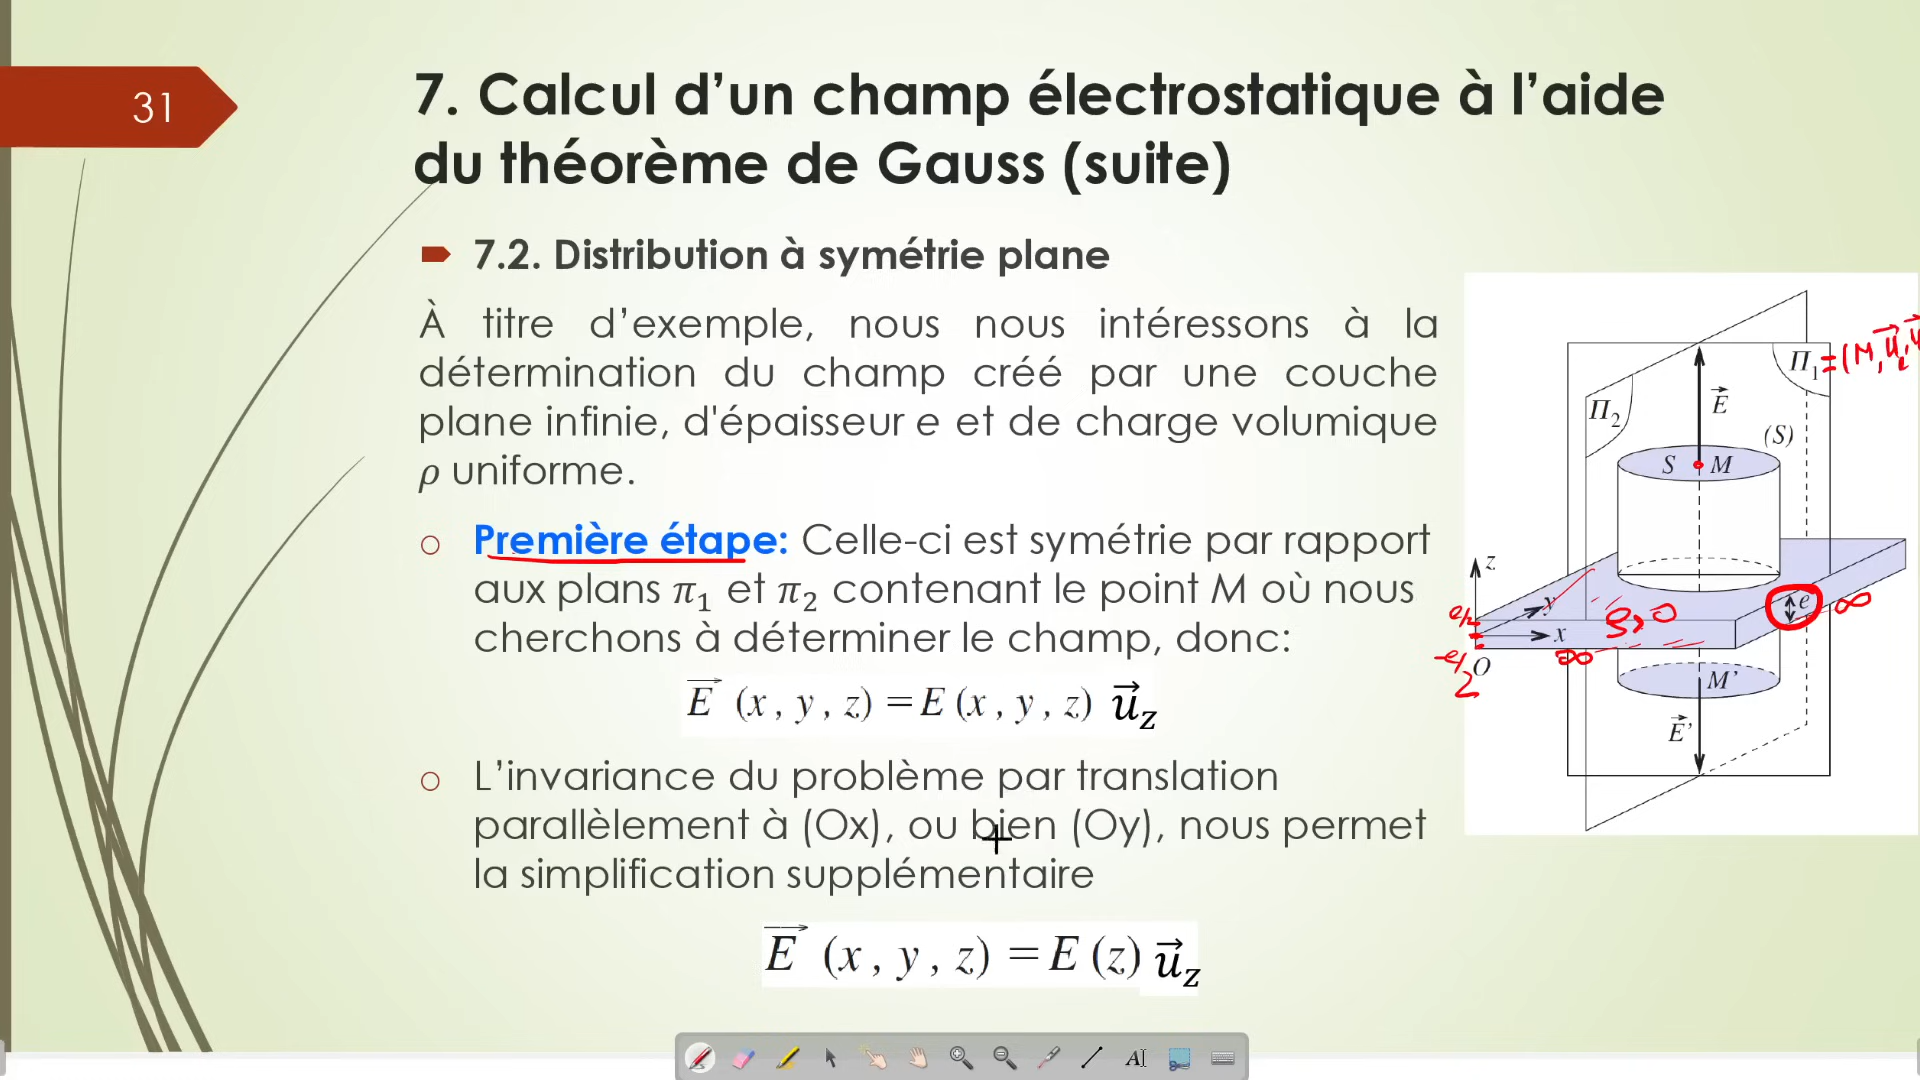 31
7. Calcul d’un champ électrostatique à l’aide
du théorème de Gauss (suite)
7.2. Distribution à symétrie plane
À titre d’exemple, nous nous intéressons à la
détermination du champ créé par une couche
plane infinie, d'épaisseur e et de charge volumique
ρ uniforme.
Première étape: Celle-ci est symétrie par rapport
aux plans π₁ et π₂ contenant le point M où nous
cherchons à déterminer le champ, donc:
E⃗ (x, y, z) = E (x, y, z) u⃗z
L’invariance du problème par translation
parallèlement à (Ox), ou bien (Oy), nous permet
la simplification supplémentaire
E⃗ (x, y, z) = E (z) u⃗z
Π₁ = (M, u⃗z,
Π₂
E⃗
(S)
S M
z
y
e
∞
e/2
x
-e/2
O
∞
M’
E⃗’
AI